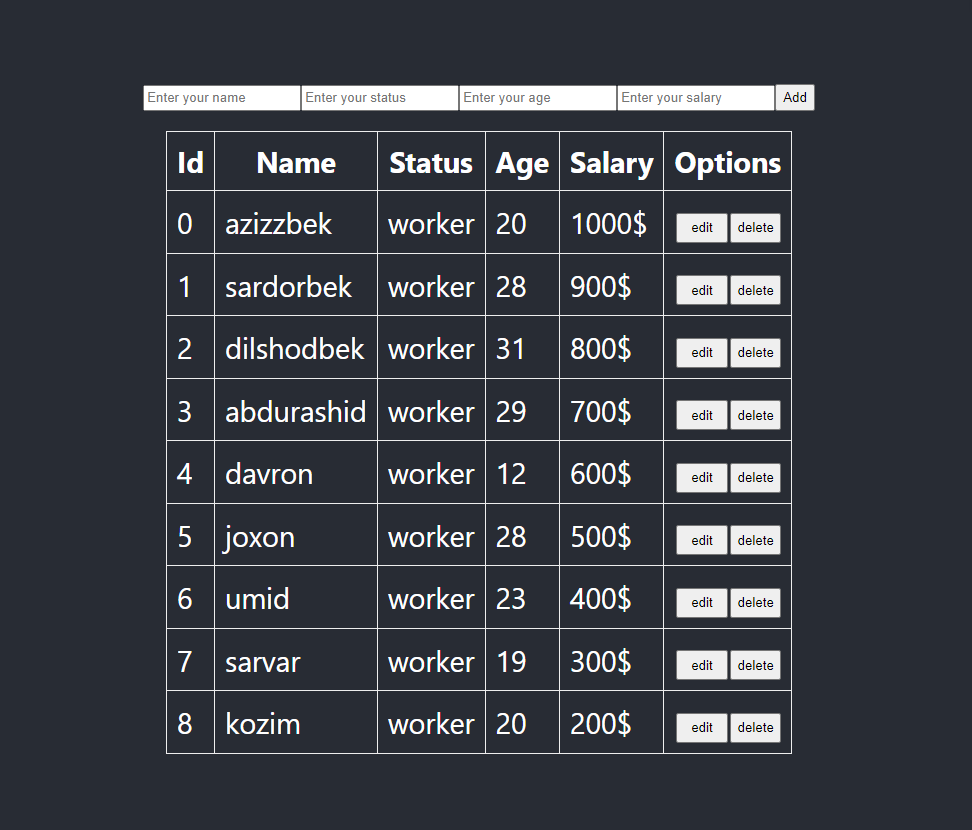 Enter your name Enter your status Enter your age Enter your salary Add
Id Name Status Age Salary Options
0 azizzbek worker 20 1000$ edit delete
1 sardorbek worker 28 900$ edit delete
2 dilshodbek worker 31 800$ edit delete
3 abdurashid worker 29 700$ edit delete
4 davron worker 12 600$ edit delete
5 joxon worker 28 500$ edit delete
6 umid worker 23 400$ edit delete
7 sarvar worker 19 300$ edit delete
8 kozim worker 20 200$ edit delete